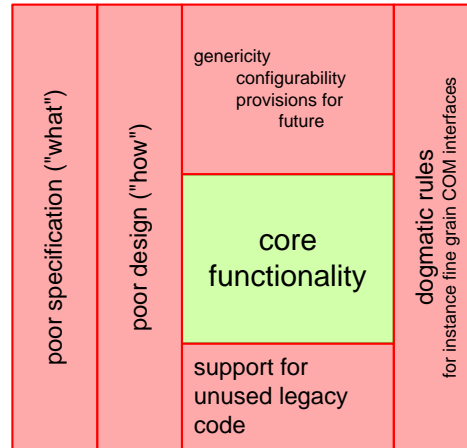 poor specification ("what")
poor design ("how")
genericity
configurability
provisions for
future
core
functionality
support for
unused legacy
code
dogmatic rules
for instance fine grain COM interfaces